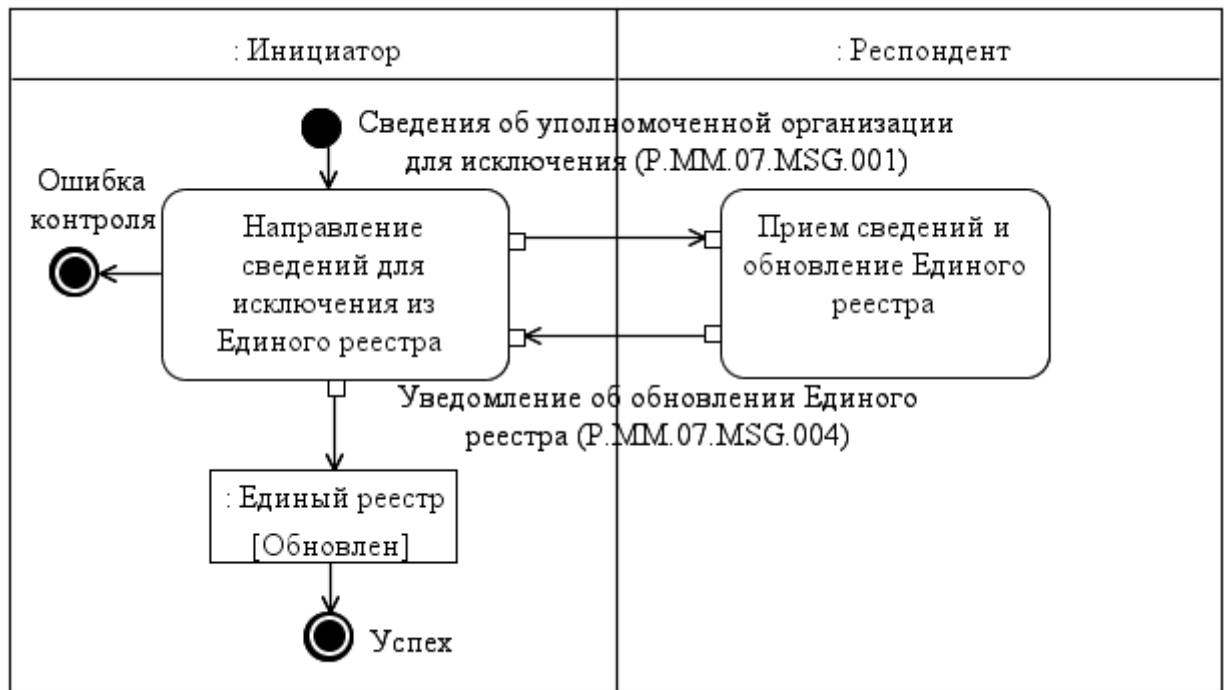 : Инициатор
: Респондент
Сведения об уполномоченной организации
для исключения (P.MM.07.MSG.001)
Ошибка
контроля
Направление
сведений для
исключения из
Единого реестра
Прием сведений и
обновление Единого
реестра
Уведомление об обновлении Единого
реестра (P.MM.07.MSG.004)
: Единый реестр
[Обновлен]
Успех